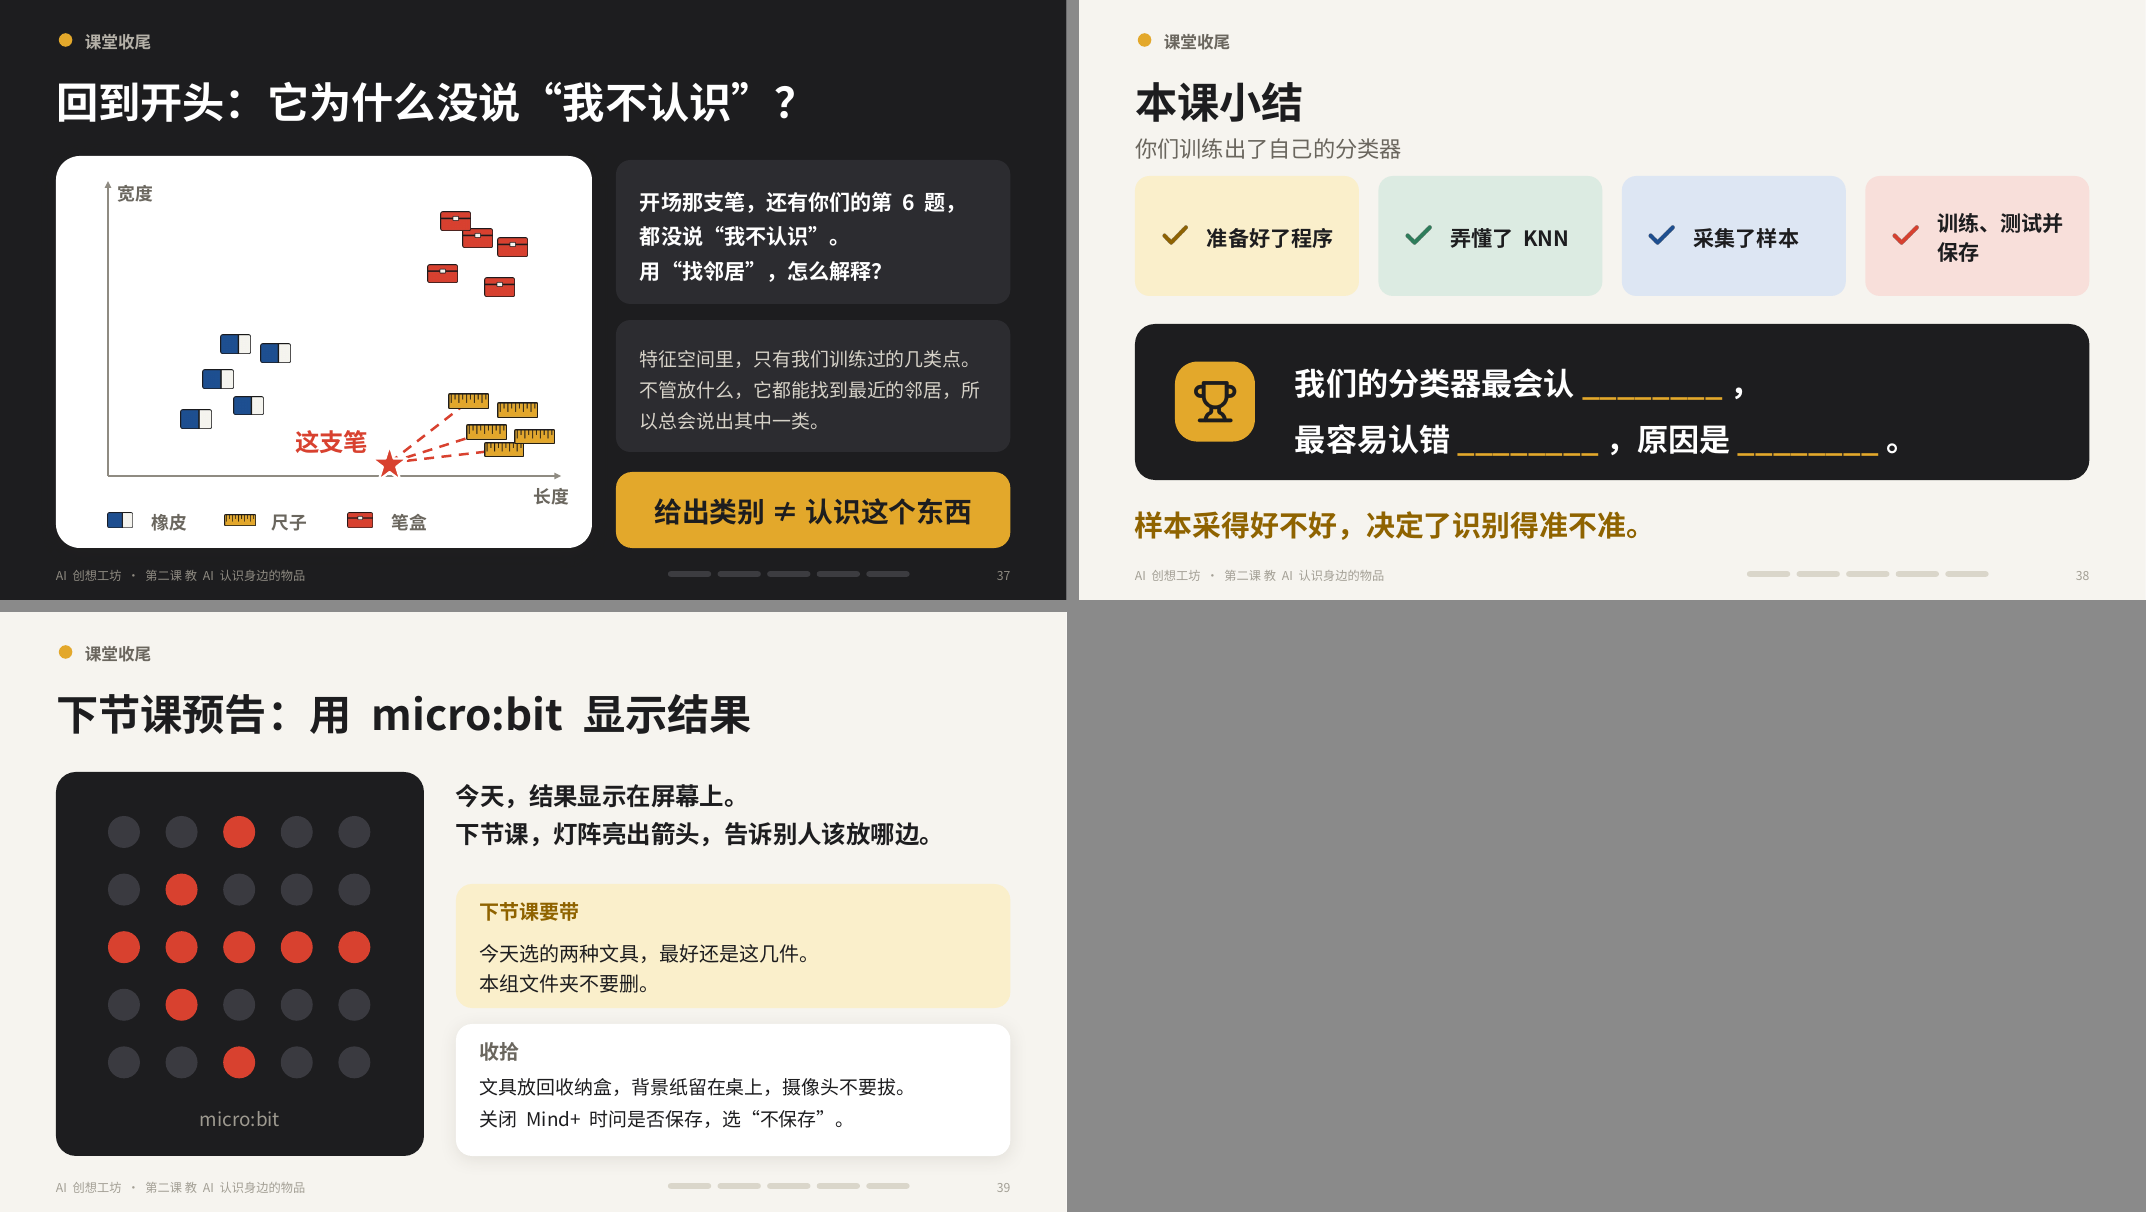 课堂收尾
回到开头：它为什么没说“我不认识”？
宽度
这支笔
长度
橡皮
尺子
笔盒
开场那支笔，还有你们的第 6 题，
都没说“我不认识”。
用“找邻居”，怎么解释？
特征空间里，只有我们训练过的几类点。
不管放什么，它都能找到最近的邻居，所
以总会说出其中一类。
给出类别 ≠ 认识这个东西
AI 创想工坊 · 第二课 教 AI 认识身边的物品
37
课堂收尾
本课小结
你们训练出了自己的分类器
准备好了程序
弄懂了 KNN
采集了样本
训练、测试并
保存
我们的分类器最会认 ________，
最容易认错 ________，原因是 ________。
样本采得好不好，决定了识别得准不准。
AI 创想工坊 · 第二课 教 AI 认识身边的物品
38
课堂收尾
下节课预告：用 micro:bit 显示结果
micro:bit
今天，结果显示在屏幕上。
下节课，灯阵亮出箭头，告诉别人该放哪边。
下节课要带
今天选的两种文具，最好还是这几件。
本组文件夹不要删。
收拾
文具放回收纳盒，背景纸留在桌上，摄像头不要拔。
关闭 Mind+ 时问是否保存，选“不保存”。
AI 创想工坊 · 第二课 教 AI 认识身边的物品
39